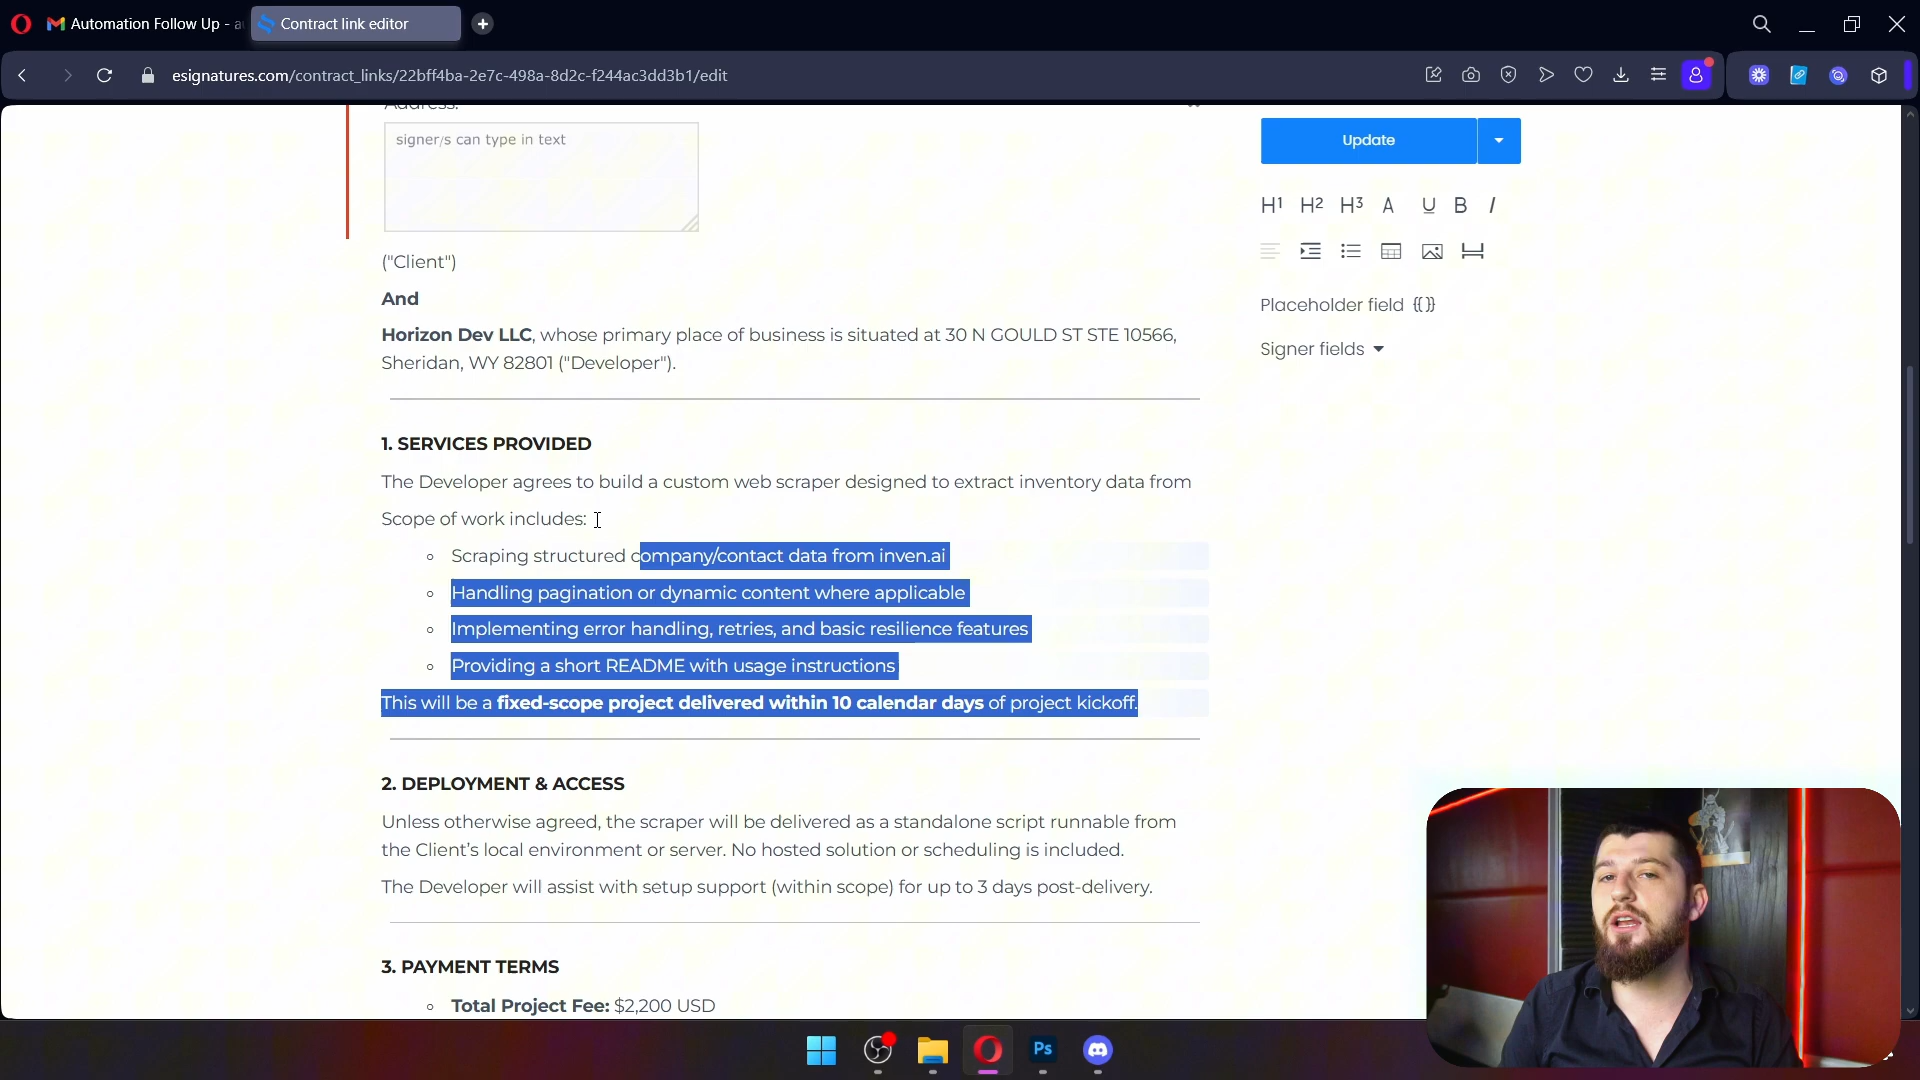 Automation Follow Up - a
Contract link editor
esignatures.com/contract_links/22bff4ba-2e7c-498a-8d2c-f244ac3dd3b1/edit
Address:
signer/s can type in text
Update
H1 H2 H3 A U B I
Placeholder field {{}}
Signer fields
("Client")
And
Horizon Dev LLC, whose primary place of business is situated at 30 N GOULD ST STE 10566,
Sheridan, WY 82801 ("Developer").
1. SERVICES PROVIDED
The Developer agrees to build a custom web scraper designed to extract inventory data from
Scope of work includes:
Scraping structured company/contact data from inven.ai
Handling pagination or dynamic content where applicable
Implementing error handling, retries, and basic resilience features
Providing a short README with usage instructions
This will be a fixed-scope project delivered within 10 calendar days of project kickoff.
2. DEPLOYMENT & ACCESS
Unless otherwise agreed, the scraper will be delivered as a standalone script runnable from
the Client's local environment or server. No hosted solution or scheduling is included.
The Developer will assist with setup support (within scope) for up to 3 days post-delivery.
3. PAYMENT TERMS
Total Project Fee: $2,200 USD
Ps